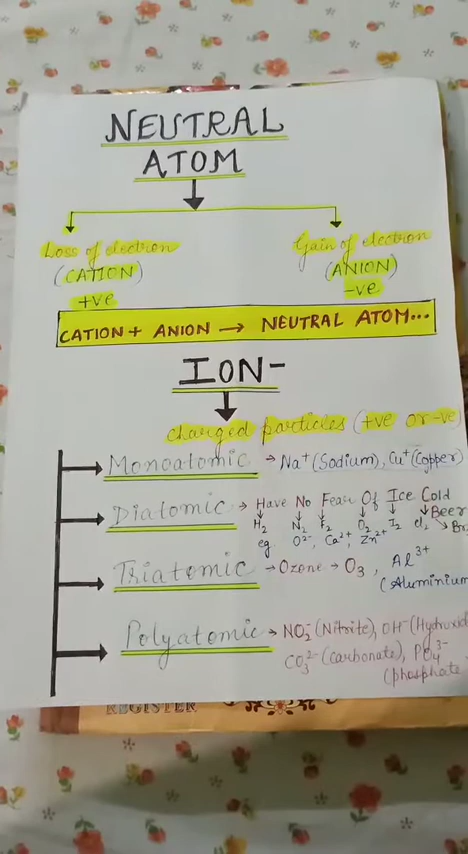 NEUTRAL
ATOM
Loss of electron
(CATION)
+ve
Gain of electron
(ANION)
-ve
CATION + ANION → NEUTRAL ATOM...
ION-
charged particles (+ve or -ve)
Monoatomic → Na⁺ (Sodium), Cu⁺ (Copper)
Diatomic → Have No Fear Of Ice Cold Beer
H₂ N₂ F₂ O₂ I₂ Cl₂ Br
eg O²⁻, Ca²⁺, Zn²⁺
Triatomic → Ozone → O₃, Al³⁺
(Aluminium
Polyatomic → NO₂⁻ (Nitrite), OH⁻ (Hydroxid
CO₃²⁻ (Carbonate), PO₄³⁻
(phosphate
REGISTER